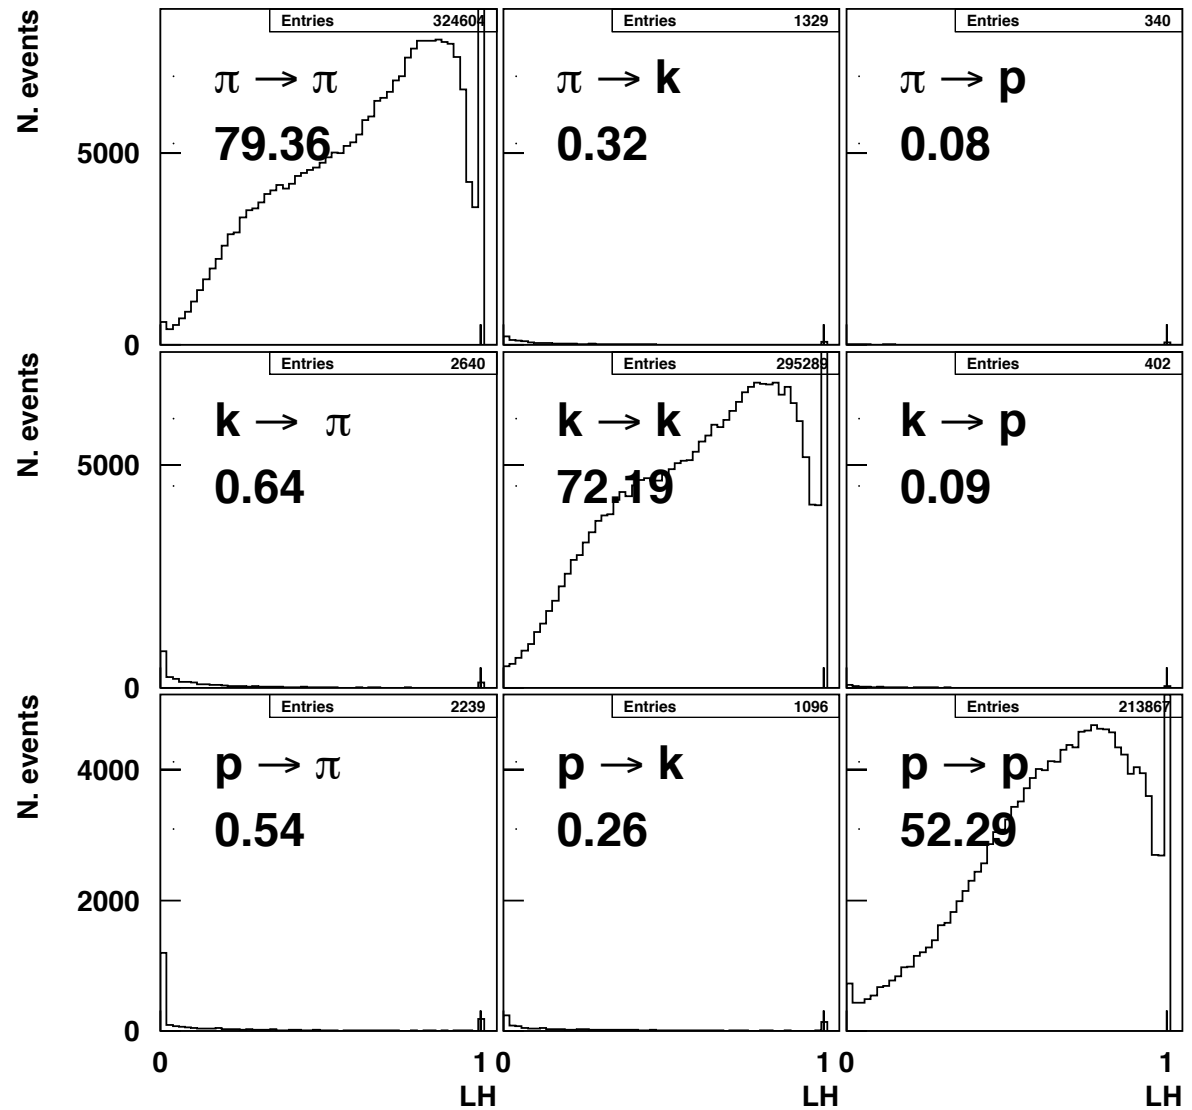 N. events
Entries 324604
π → π
79.36
5000
0
Entries 1329
π → k
0.32
Entries 340
π → p
0.08
N. events
Entries 2640
k → π
0.64
5000
0
Entries 295289
k → k
72.19
Entries 402
k → p
0.09
N. events
Entries 2239
p → π
0.54
4000
2000
0
Entries 1096
p → k
0.26
Entries 213867
p → p
52.29
0 1 0 1 0 1
LH LH LH